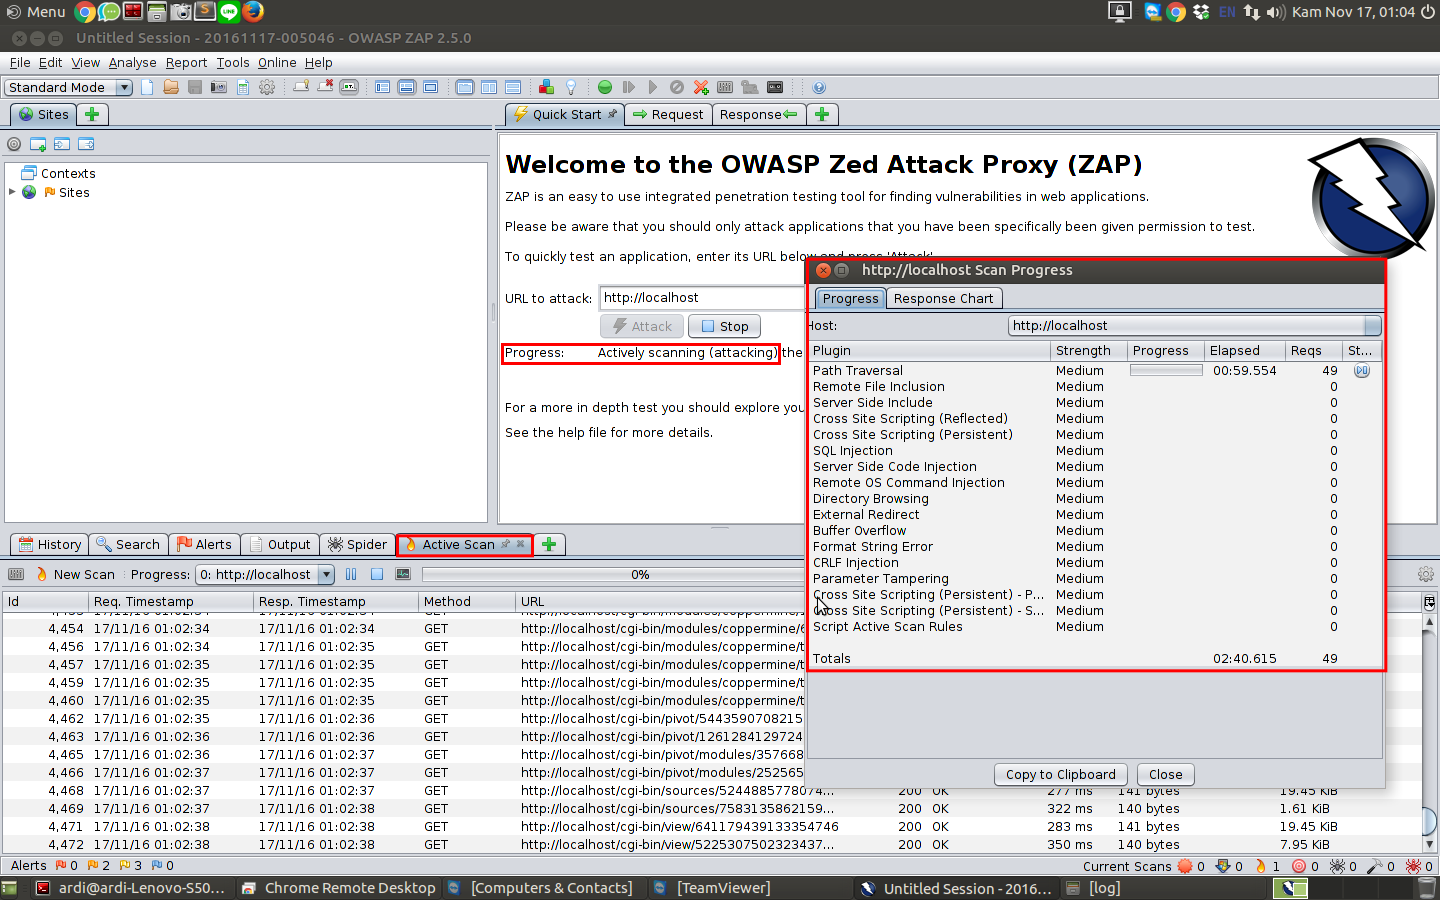 Menu EN Kam Nov 17, 01:04
Untitled Session - 20161117-005046 - OWASP ZAP 2.5.0
File Edit View Analyse Report Tools Online Help
Standard Mode
Sites
Quick Start Request Response
Contexts
Sites
Welcome to the OWASP Zed Attack Proxy (ZAP)
ZAP is an easy to use integrated penetration testing tool for finding vulnerabilities in web applications.
Please be aware that you should only attack applications that you have been specifically been given permission to test.
To quickly test an application, enter its URL below and press 'Attack'.
URL to attack: http://localhost
Attack Stop
Progress: Actively scanning (attacking) the
For a more in depth test you should explore you
See the help file for more details.
http://localhost Scan Progress
Progress Response Chart
Host: http://localhost
Plugin Strength Progress Elapsed Reqs St...
Path Traversal Medium 00:59.554 49
Remote File Inclusion Medium 0
Server Side Include Medium 0
Cross Site Scripting (Reflected) Medium 0
Cross Site Scripting (Persistent) Medium 0
SQL Injection Medium 0
Server Side Code Injection Medium 0
Remote OS Command Injection Medium 0
Directory Browsing Medium 0
External Redirect Medium 0
Buffer Overflow Medium 0
Format String Error Medium 0
CRLF Injection Medium 0
Parameter Tampering Medium 0
Cross Site Scripting (Persistent) - P... Medium 0
Cross Site Scripting (Persistent) - S... Medium 0
Script Active Scan Rules Medium 0
Totals 02:40.615 49
Copy to Clipboard Close
History Search Alerts Output Spider Active Scan
New Scan Progress: 0: http://localhost 0%
Id Req. Timestamp Resp. Timestamp Method URL
4,454 17/11/16 01:02:34 17/11/16 01:02:34 GET http://localhost/cgi-bin/modules/coppermine/6
4,456 17/11/16 01:02:34 17/11/16 01:02:35 GET http://localhost/cgi-bin/modules/coppermine/t
4,457 17/11/16 01:02:35 17/11/16 01:02:35 GET http://localhost/cgi-bin/modules/coppermine/t
4,459 17/11/16 01:02:35 17/11/16 01:02:35 GET http://localhost/cgi-bin/modules/coppermine/t
4,460 17/11/16 01:02:35 17/11/16 01:02:35 GET http://localhost/cgi-bin/modules/coppermine/t
4,462 17/11/16 01:02:35 17/11/16 01:02:36 GET http://localhost/cgi-bin/pivot/5443590708215
4,463 17/11/16 01:02:36 17/11/16 01:02:36 GET http://localhost/cgi-bin/pivot/1261284129724
4,465 17/11/16 01:02:36 17/11/16 01:02:37 GET http://localhost/cgi-bin/pivot/modules/357668
4,466 17/11/16 01:02:37 17/11/16 01:02:37 GET http://localhost/cgi-bin/pivot/modules/252565
4,468 17/11/16 01:02:37 17/11/16 01:02:37 GET http://localhost/cgi-bin/sources/5244885778074... 200 OK 277 ms 141 bytes 19.45 KiB
4,469 17/11/16 01:02:38 17/11/16 01:02:38 GET http://localhost/cgi-bin/sources/7583135862159... 200 OK 322 ms 140 bytes 1.61 KiB
4,471 17/11/16 01:02:38 17/11/16 01:02:38 GET http://localhost/cgi-bin/view/641179439133354746 200 OK 283 ms 141 bytes 19.45 KiB
4,472 17/11/16 01:02:38 17/11/16 01:02:38 GET http://localhost/cgi-bin/view/5225307502323437... 200 OK 350 ms 140 bytes 7.95 KiB
Alerts 0 2 3 0 Current Scans 0 0 1 0 0 0 0
ardi@ardi-Lenovo-S50... Chrome Remote Desktop [Computers & Contacts] [TeamViewer] Untitled Session - 2016... [log]